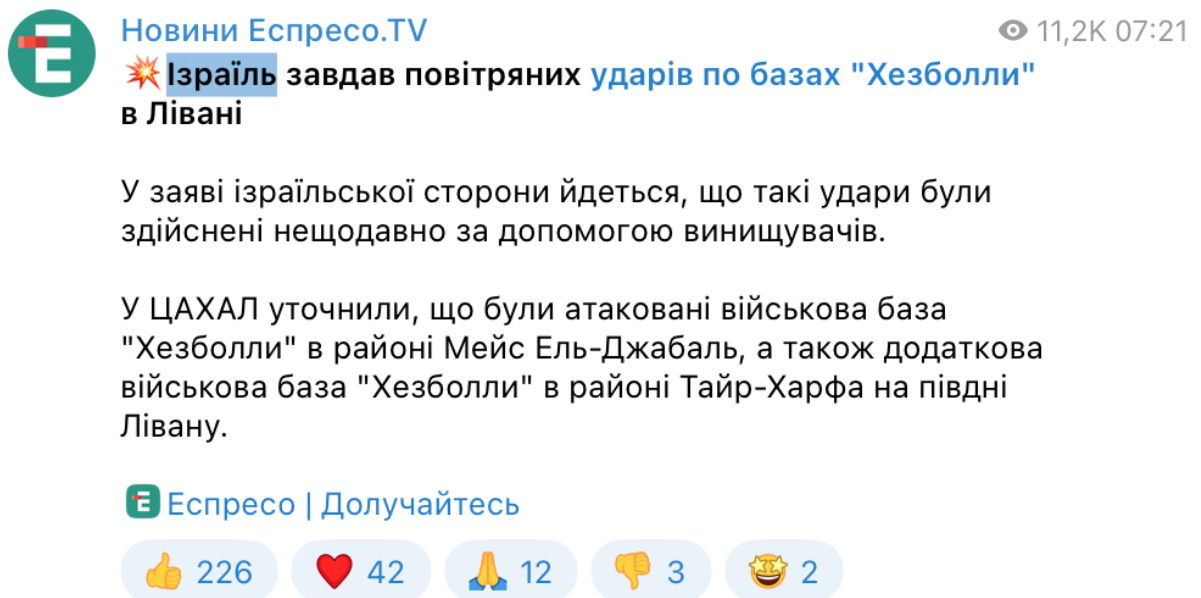 Новини Еспресо.TV 11,2K 07:21
💥Ізраїль завдав повітряних ударів по базах "Хезболли"
в Лівані
У заяві ізраїльської сторони йдеться, що такі удари були
здійснені нещодавно за допомогою винищувачів.
У ЦАХАЛ уточнили, що були атаковані військова база
"Хезболли" в районі Мейс Ель-Джабаль, а також додаткова
військова база "Хезболли" в районі Тайр-Харфа на півдні
Лівану.
Еспресо | Долучайтесь
👍 226 ❤️ 42 🙏 12 👎 3 🤩 2